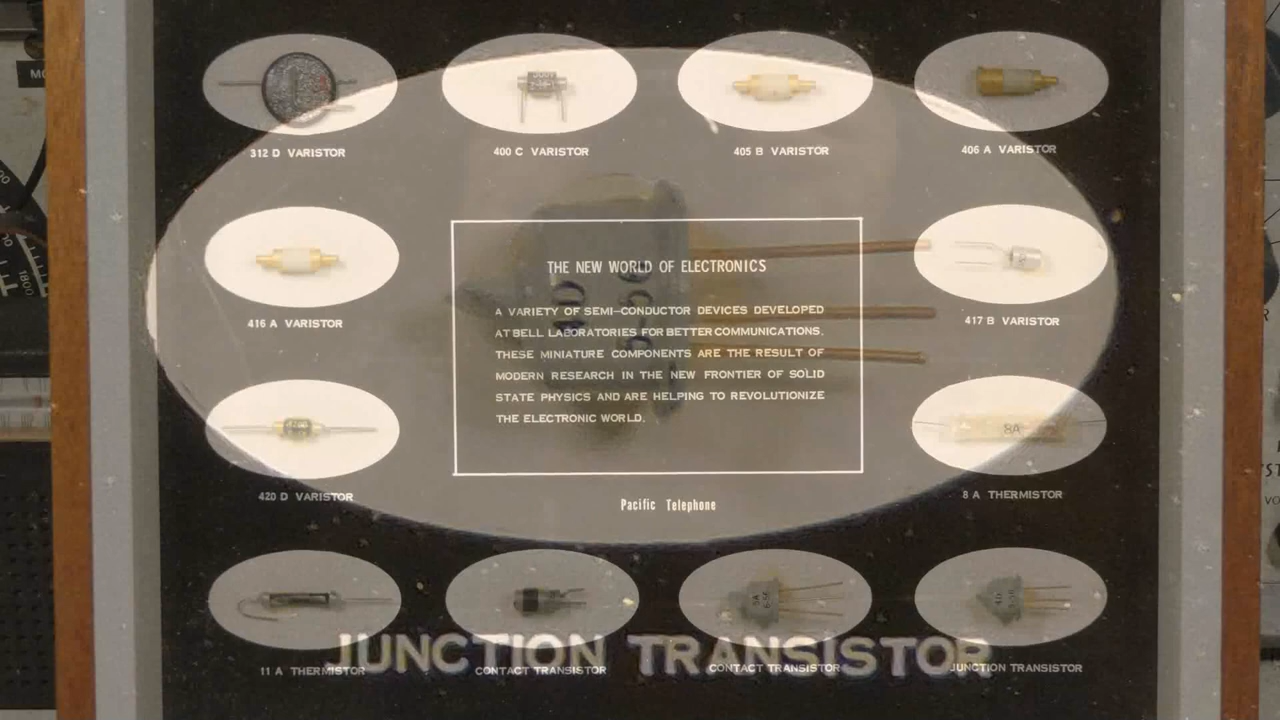 312 D VARISTOR
400 C VARISTOR
405 B VARISTOR
406 A VARISTOR
416 A VARISTOR
THE NEW WORLD OF ELECTRONICS
A VARIETY OF SEMI-CONDUCTOR DEVICES DEVELOPED
AT BELL LABORATORIES FOR BETTER COMMUNICATIONS.
THESE MINIATURE COMPONENTS ARE THE RESULT OF
MODERN RESEARCH IN THE NEW FRONTIER OF SOLID
STATE PHYSICS AND ARE HELPING TO REVOLUTIONIZE
THE ELECTRONIC WORLD.
417 B VARISTOR
8A
420 D VARISTOR
8 A THERMISTOR
Pacific Telephone
11 A THERMISTOR
CONTACT TRANSISTOR
CONTACT TRANSISTOR
JUNCTION TRANSISTOR
JUNCTION TRANSISTOR